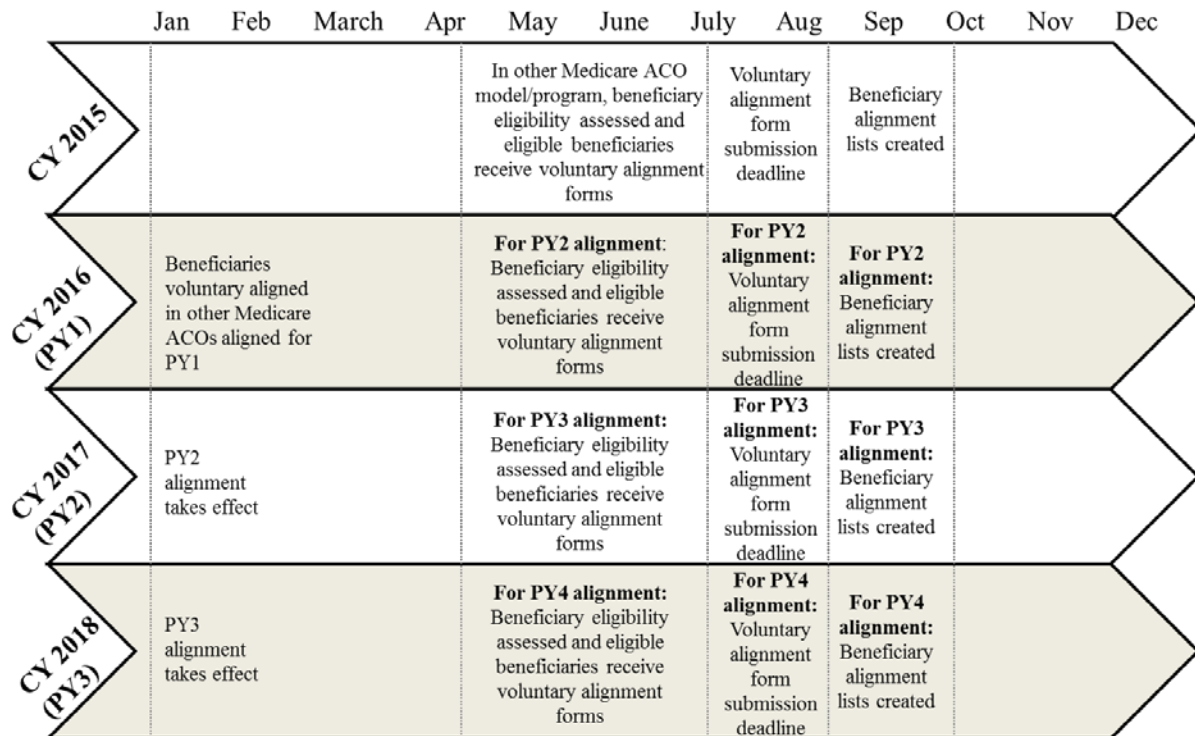 Jan Feb March Apr May June July Aug Sep Oct Nov Dec
CY 2015
In other Medicare ACO
model/program, beneficiary
eligibility assessed and
eligible beneficiaries
receive voluntary alignment
forms
Voluntary
alignment
form
submission
deadline
Beneficiary
alignment
lists created
CY 2016
(PY1)
Beneficiaries
voluntary aligned
in other Medicare
ACOs aligned for
PY1
For PY2 alignment:
Beneficiary eligibility
assessed and eligible
beneficiaries receive
voluntary alignment
forms
For PY2
alignment:
Voluntary
alignment
form
submission
deadline
For PY2
alignment:
Beneficiary
alignment
lists created
CY 2017
(PY2)
PY2
alignment
takes effect
For PY3 alignment:
Beneficiary eligibility
assessed and eligible
beneficiaries receive
voluntary alignment
forms
For PY3
alignment:
Voluntary
alignment
form
submission
deadline
For PY3
alignment:
Beneficiary
alignment
lists created
CY 2018
(PY3)
PY3
alignment
takes effect
For PY4 alignment:
Beneficiary eligibility
assessed and eligible
beneficiaries receive
voluntary alignment
forms
For PY4
alignment:
Voluntary
alignment
form
submission
deadline
For PY4
alignment:
Beneficiary
alignment
lists created